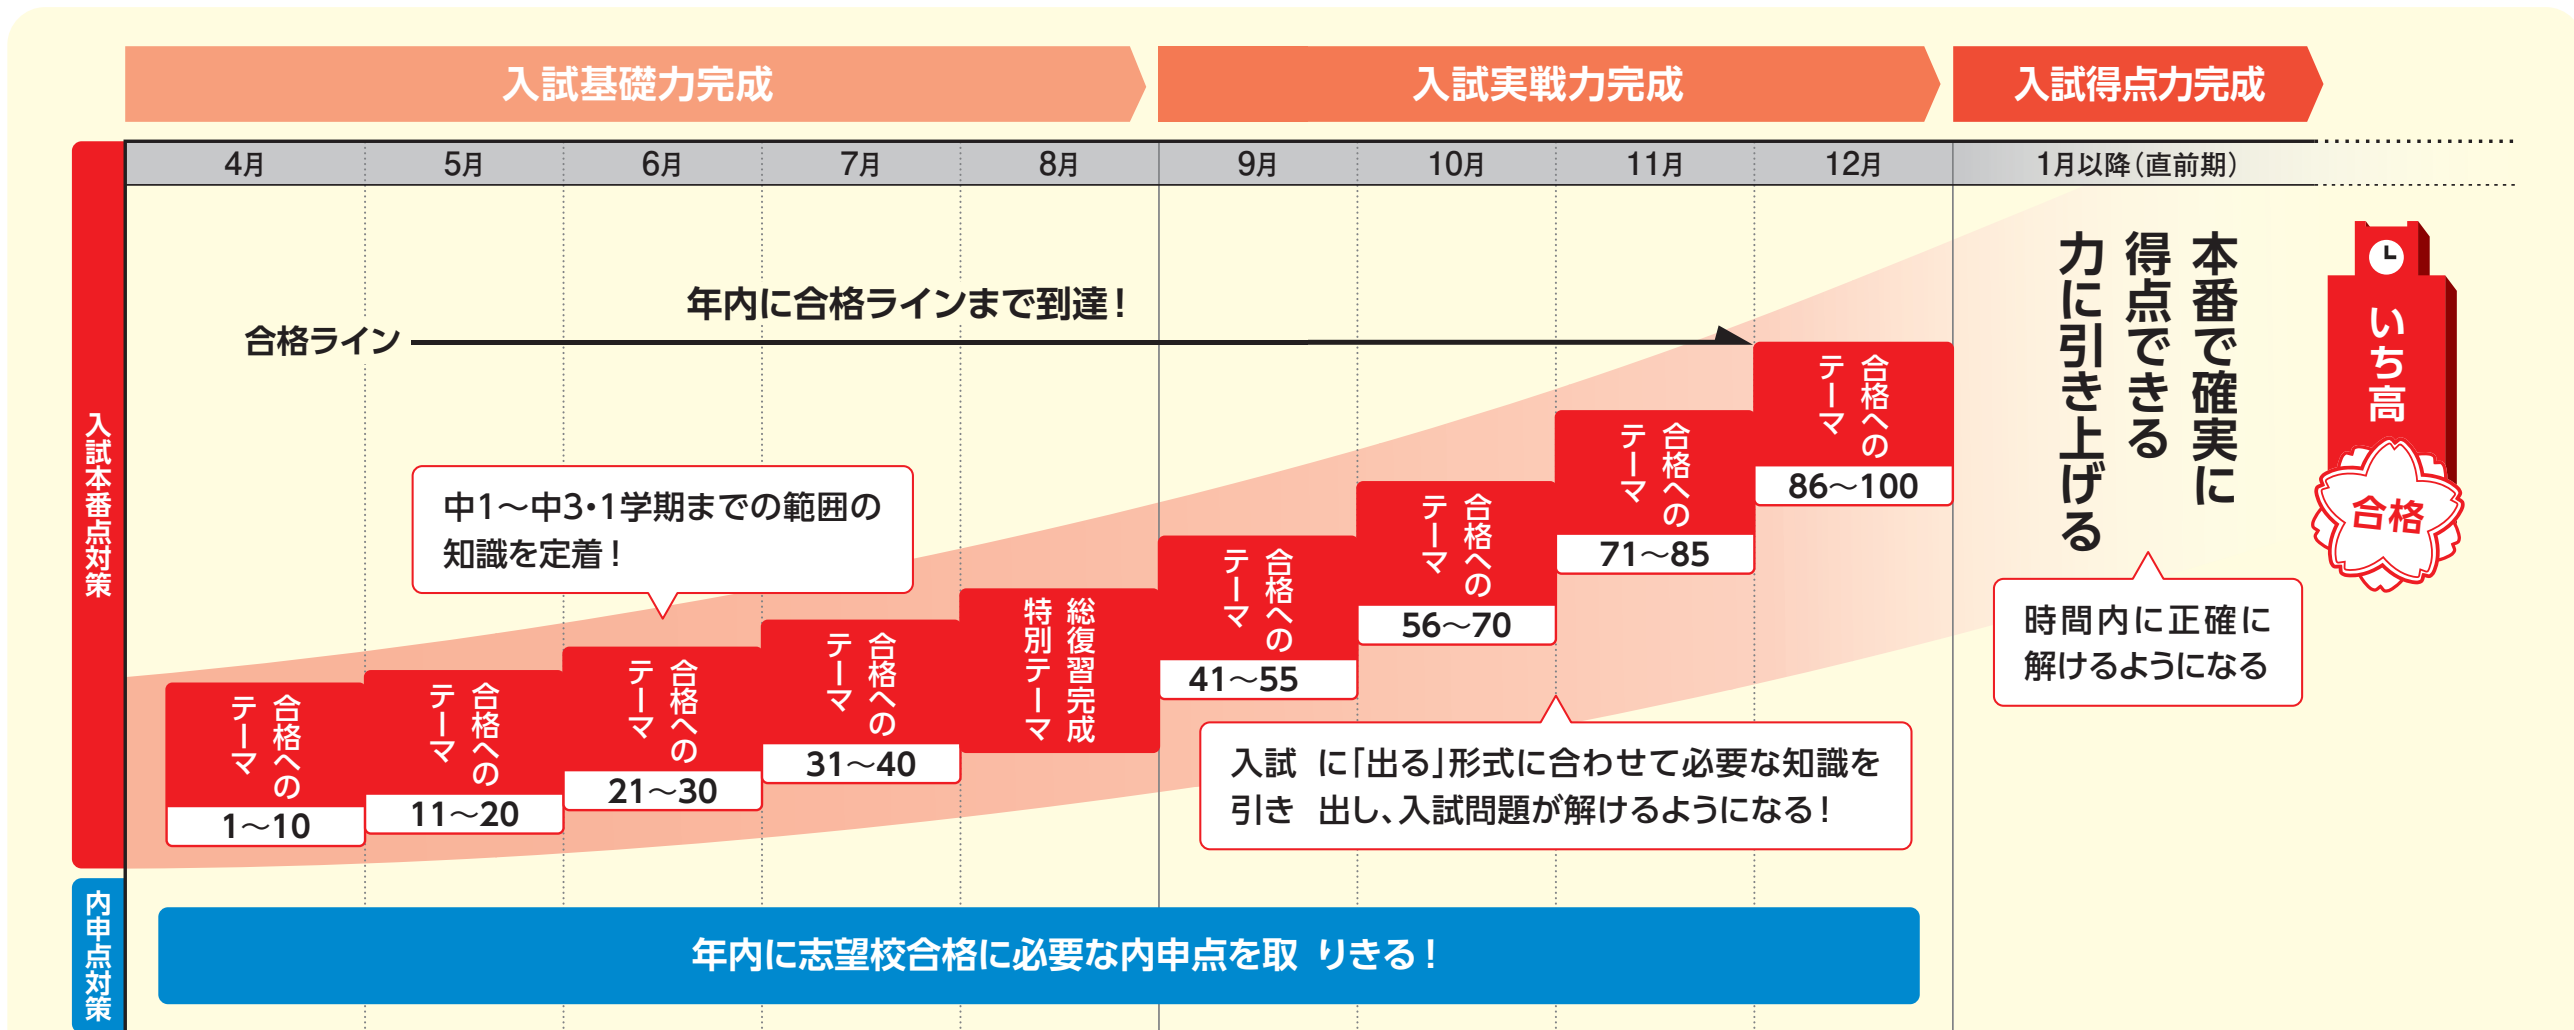 入試基礎力完成
入試実戦力完成
入試得点力完成
4月
5月
6月
7月
8月
9月
10月
11月
12月
1月以降（直前期）
入試本番点対策
年内に合格ラインまで到達！
合格ライン
中1〜中3・1学期までの範囲の
知識を定着！
合格への
テーマ
1〜10
合格への
テーマ
11〜20
合格への
テーマ
21〜30
合格への
テーマ
31〜40
総復習完成
特別テーマ
合格への
テーマ
41〜55
合格への
テーマ
56〜70
合格への
テーマ
71〜85
合格への
テーマ
86〜100
入試 に「出る」形式に合わせて必要な知識を
引き 出し、入試問題が解けるようになる！
本番で確実に
得点できる
力に引き上げる
時間内に正確に
解けるようになる
いち高
合格
内申点対策
年内に志望校合格に必要な内申点を取 りきる！